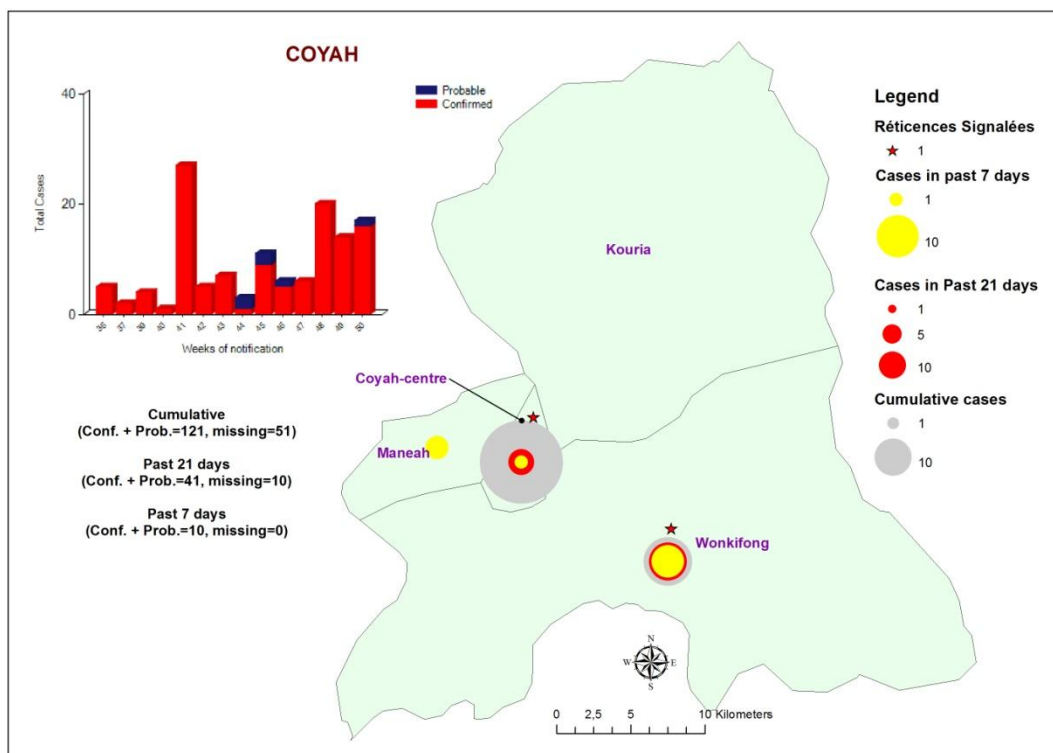 COYAH
40
20
0
Total Cases
Probable
Confirmed
36 37 39 40 41 42 43 44 45 46 47 48 49 50
Weeks of notification
Cumulative
(Conf. + Prob.=121, missing=51)
Past 21 days
(Conf. + Prob.=41, missing=10)
Past 7 days
(Conf. + Prob.=10, missing=0)
Kouria
Coyah-centre
Maneah
Wonkifong
N
W E
S
0 2,5 5 10 Kilometers
Legend
Réticences Signalées
1
Cases in past 7 days
1
10
Cases in Past 21 days
1
5
10
Cumulative cases
1
10